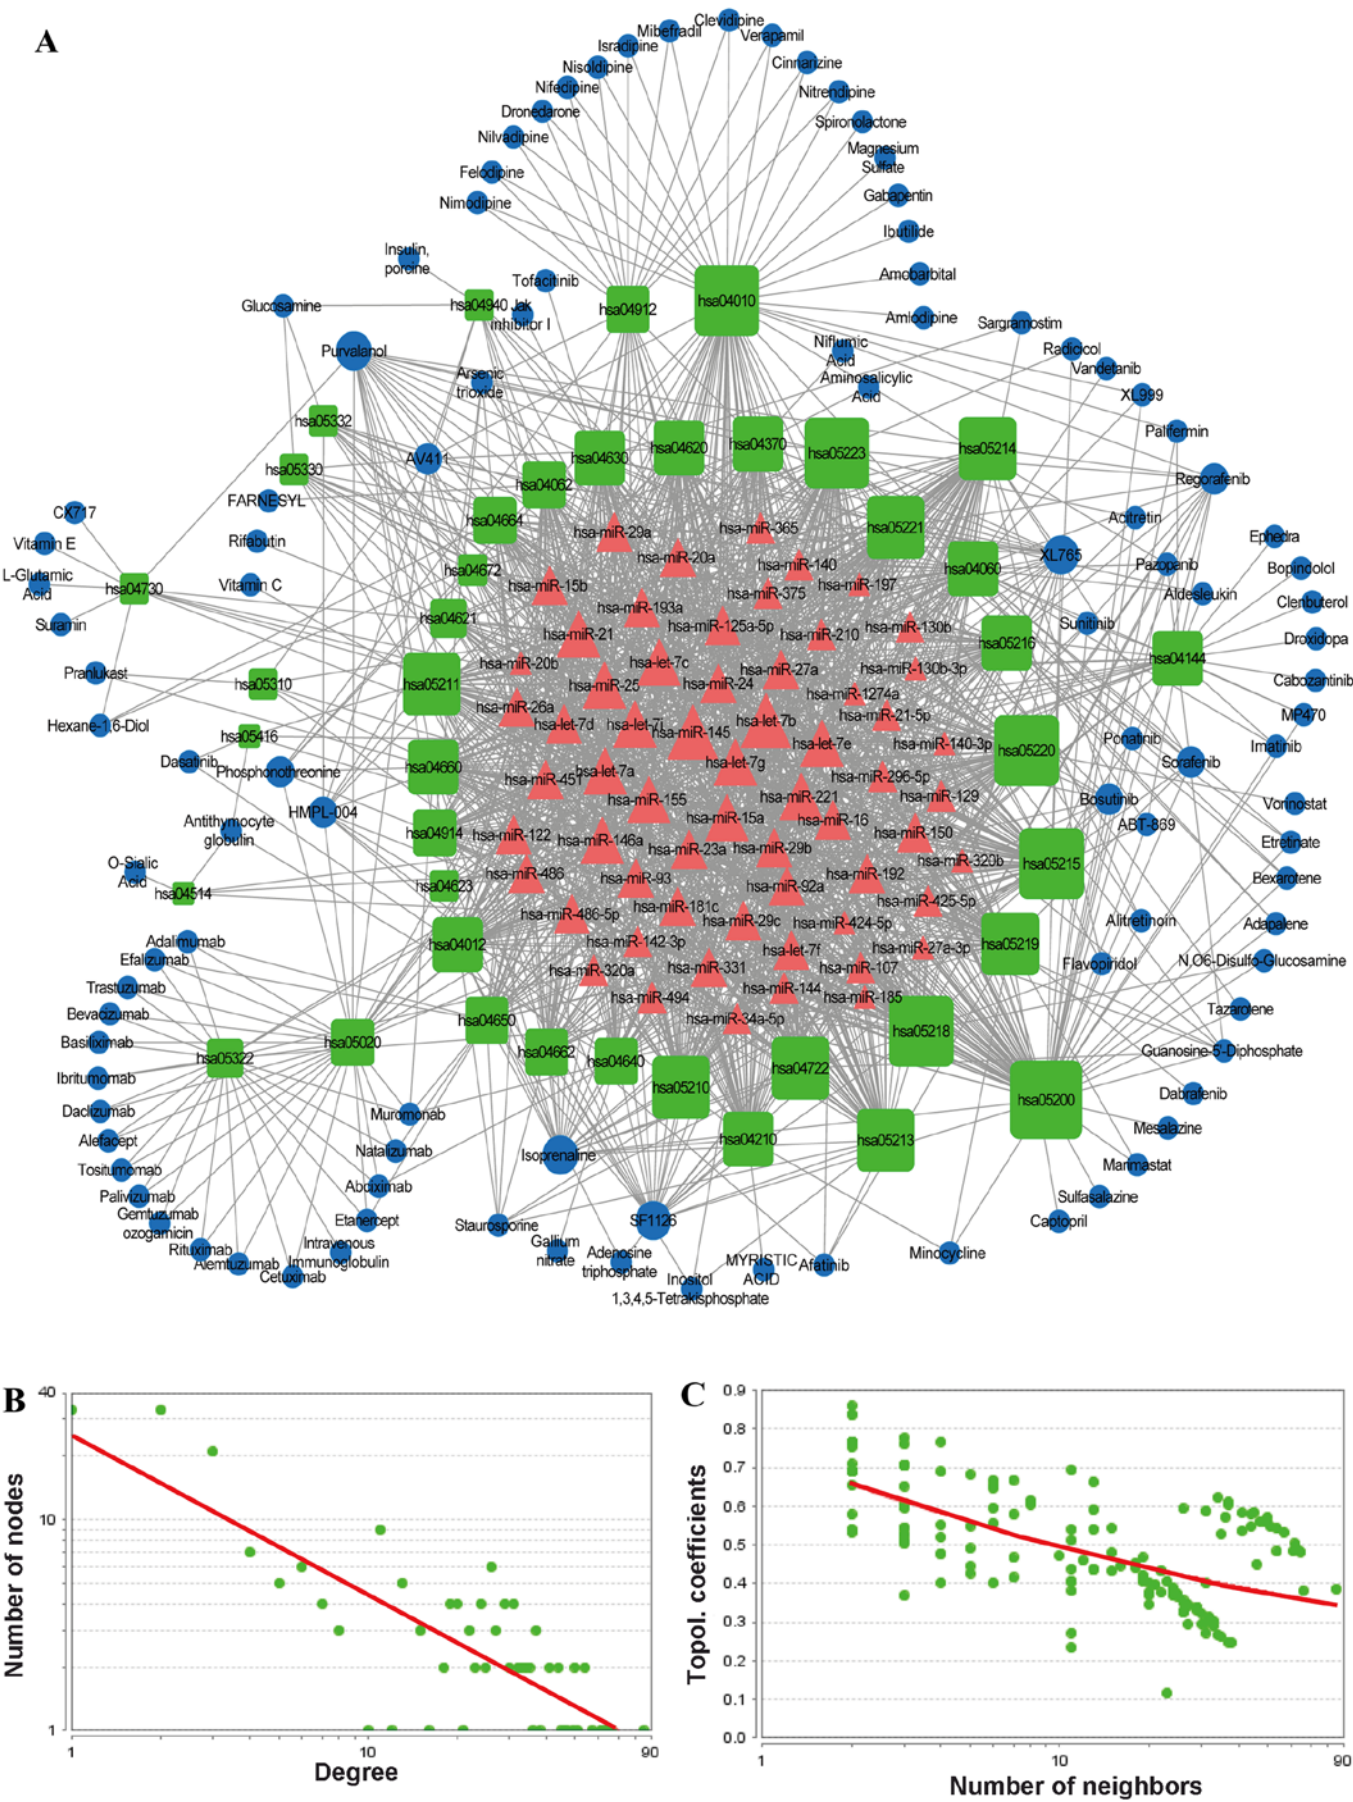 A
Clevidipine
Mibefradil
Verapamil
Isradipine
Cinnarizine
Nisoldipine
Nifedipine
Nitrendipine
Dronedarone
Spironolactone
Nilvadipine
Magnesium
Sulfate
Felodipine
Gabapentin
Nimodipine
Ibutilide
Insulin,
porcine
Amobarbital
Tofacitinib
Glucosamine
hsa04940
Jak
inhibitor I
hsa04912
hsa04010
Amlodipine
Sargramostim
Purvalanol
Niflumic
Acid
Radicicol
Vandetanib
Arsenic
trioxide
Aminosalicylic
Acid
XL999
hsa05332
Palifermin
hsa04630
hsa04620
hsa04370
hsa05223
hsa05214
AV411
hsa05330
hsa04062
Regorafenib
FARNESYL
CX717
hsa04664
hsa05221
Acitretin
hsa-miR-29a
hsa-miR-365
Ephedra
Rifabutin
Vitamin E
hsa-miR-20a
hsa-miR-140
XL765
Pazopanib
Bopindolol
hsa04672
hsa04060
L-Glutamic
Acid
Vitamin C
hsa04730
hsa-miR-15b
hsa-miR-197
hsa-miR-375
Aldesleukin
Clenbuterol
hsa-miR-193a
hsa04621
Suramin
hsa-miR-21
hsa-miR-125a-5p
hsa-miR-210
hsa-miR-130b
Sunitinib
Droxidopa
hsa05216
hsa04144
hsa-miR-20b
hsa-let-7c
hsa-miR-27a
hsa-miR-130b-3p
Pranlukast
hsa05310
hsa05211
hsa-miR-25
hsa-miR-24
hsa-miR-1274a
Cabozantinib
hsa-miR-26a
hsa-miR-21-5p
MP470
Hexane-1,6-Diol
hsa-let-7d
hsa-let-7i
hsa-miR-145
hsa-let-7b
hsa05416
hsa-let-7e
hsa-miR-140-3p
hsa05220
Ponatinib
Imatinib
Dasatinib
Phosphonothreonine
hsa04660
hsa-miR-451
hsa-let-7a
hsa-let-7g
hsa-miR-296-5p
Sorafenib
hsa-miR-155
hsa-miR-221
hsa-miR-129
Bosutinib
Vorinostat
HMPL-004
Antithymocyte
globulin
hsa04914
hsa-miR-122
hsa-miR-146a
hsa-miR-15a
hsa-miR-16
hsa-miR-150
ABT-869
Etretinate
hsa-miR-23a
hsa-miR-29b
hsa-miR-320b
hsa05215
O-Sialic
Acid
hsa04514
hsa04623
hsa-miR-486
hsa-miR-93
hsa-miR-92a
hsa-miR-192
Bexarotene
hsa-miR-486-5p
hsa-miR-181c
hsa-miR-29c
hsa-miR-424-5p
hsa-miR-425-5p
Alitretinoin
Adapalene
Adalimumab
Efalizumab
hsa04012
hsa-miR-142-3p
hsa-let-7f
hsa-miR-27a-3p
hsa05219
Flavopiridol
N,O6-Disulfo-Glucosamine
hsa-miR-320a
hsa-miR-331
hsa-miR-107
Trastuzumab
hsa-miR-494
hsa-miR-144
hsa-miR-185
Tazarolene
Bevacizumab
hsa04650
hsa-miR-34a-5p
hsa05218
Basiliximab
hsa05322
hsa05020
hsa04662
hsa04640
hsa04722
Guanosine-5'-Diphosphate
Ibritumomab
hsa05210
hsa05200
Dabrafenib
Daclizumab
Muromonab
Mesalazine
Alefacept
Natalizumab
Isoprenaline
hsa04210
hsa05213
Tositumomab
Marimastat
Palivizumab
Abciximab
Sulfasalazine
Gemtuzumab
ozogamicin
Etanercept
Staurosporine
SF1126
Captopril
Rituximab
Intravenous
Immunoglobulin
Gallium
nitrate
Adenosine
triphosphate
MYRISTIC
ACID
Minocycline
Alemtuzumab
Cetuximab
Afatinib
Inositol
1,3,4,5-Tetrakisphosphate
B
40
10
1
Number of nodes
1
10
90
Degree
C
0.9
0.8
0.7
0.6
0.5
0.4
0.3
0.2
0.1
0.0
Topol. coefficients
1
10
90
Number of neighbors